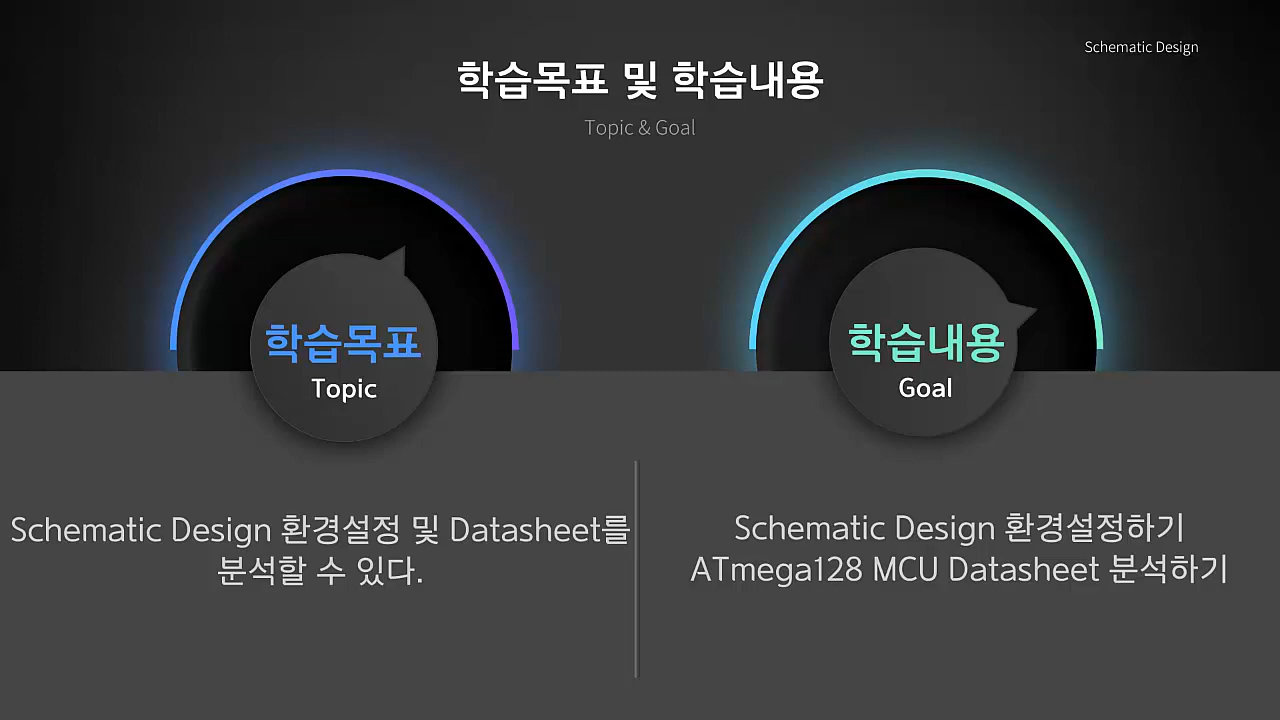 Schematic Design
학습목표 및 학습내용
Topic & Goal
학습목표
Topic
학습내용
Goal
Schematic Design 환경설정 및 Datasheet를
분석할 수 있다.
Schematic Design 환경설정하기
ATmega128 MCU Datasheet 분석하기